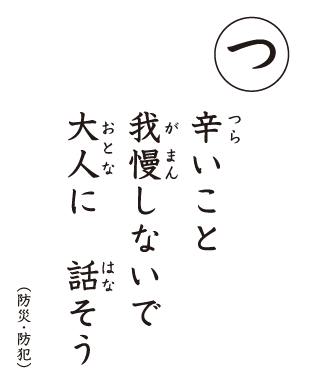 つ
辛いこと
我慢しないで
大人に 話そう
(防災・防犯)
つら
が まん
おとな
はな